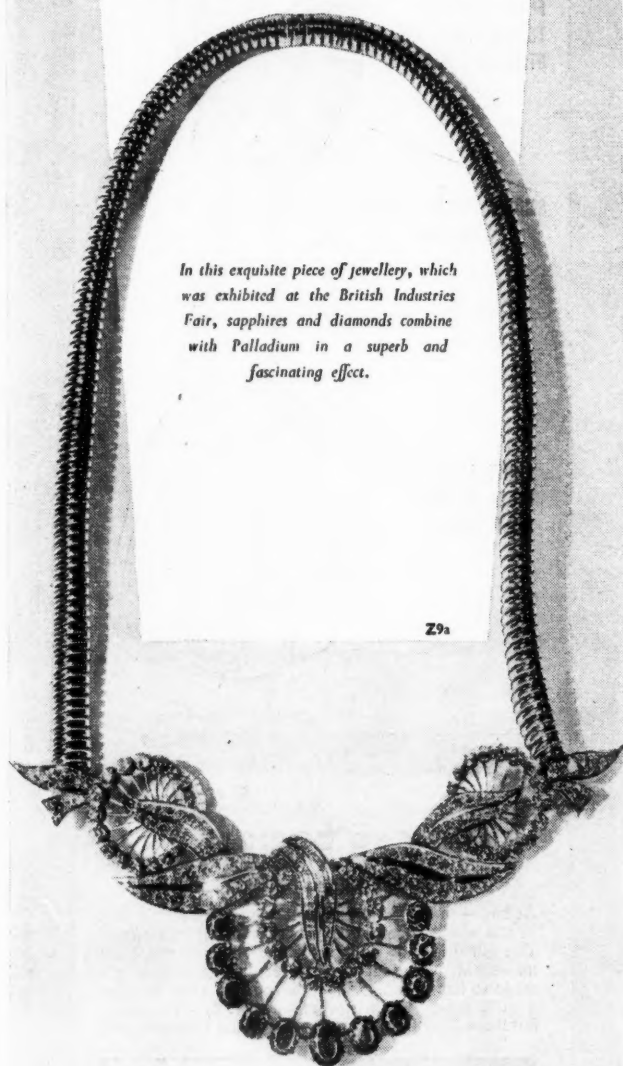 In this exquisite piece of jewellery, which
was exhibited at the British Industries
Fair, sapphires and diamonds combine
with Palladium in a superb and
fascinating effect.
Z9a